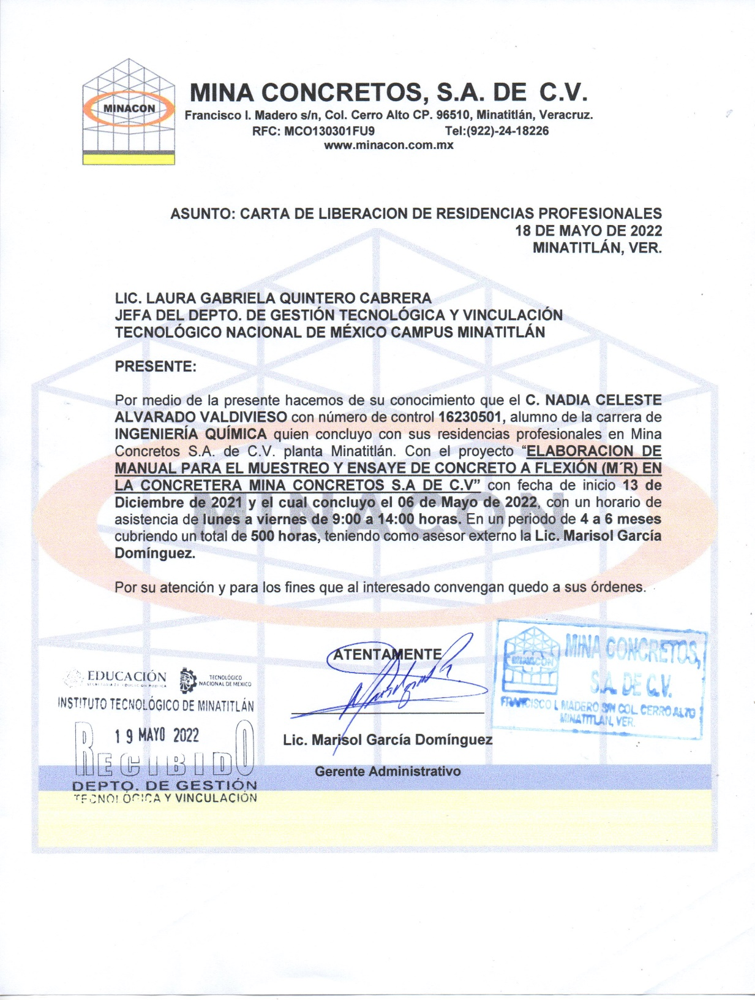 MINACON
MINA CONCRETOS, S.A. DE C.V.
Francisco I. Madero s/n, Col. Cerro Alto CP. 96510, Minatitlán, Veracruz.
RFC: MCO130301FU9 Tel:(922)-24-18226
www.minacon.com.mx
ASUNTO: CARTA DE LIBERACION DE RESIDENCIAS PROFESIONALES
18 DE MAYO DE 2022
MINATITLÁN, VER.
LIC. LAURA GABRIELA QUINTERO CABRERA
JEFA DEL DEPTO. DE GESTIÓN TECNOLÓGICA Y VINCULACIÓN
TECNOLÓGICO NACIONAL DE MÉXICO CAMPUS MINATITLÁN
PRESENTE:
Por medio de la presente hacemos de su conocimiento que el C. NADIA CELESTE
ALVARADO VALDIVIESO con número de control 16230501, alumno de la carrera de
INGENIERÍA QUÍMICA quien concluyo con sus residencias profesionales en Mina
Concretos S.A. de C.V. planta Minatitlán. Con el proyecto “ELABORACION DE
MANUAL PARA EL MUESTREO Y ENSAYE DE CONCRETO A FLEXIÓN (M´R) EN
LA CONCRETERA MINA CONCRETOS S.A DE C.V” con fecha de inicio 13 de
Diciembre de 2021 y el cual concluyo el 06 de Mayo de 2022, con un horario de
asistencia de lunes a viernes de 9:00 a 14:00 horas. En un periodo de 4 a 6 meses
cubriendo un total de 500 horas, teniendo como asesor externo la Lic. Marisol García
Domínguez.
MINACON
Por su atención y para los fines que al interesado convengan quedo a sus órdenes.
ATENTAMENTE
Lic. Marisol García Domínguez
Gerente Administrativo
MINACON
MINA CONCRETOS,
S.A. DE C.V.
FRANCISCO I. MADERO S/N COL. CERRO ALTO
MINATITLAN, VER.
EDUCACIÓN
SECRETARÍA DE EDUCACIÓN PÚBLICA
TECNOLÓGICO
NACIONAL DE MÉXICO
INSTITUTO TECNOLÓGICO DE MINATITLÁN
19 MAYO 2022
RECIBIDO
DEPTO. DE GESTIÓN
TECNOLÓGICA Y VINCULACIÓN